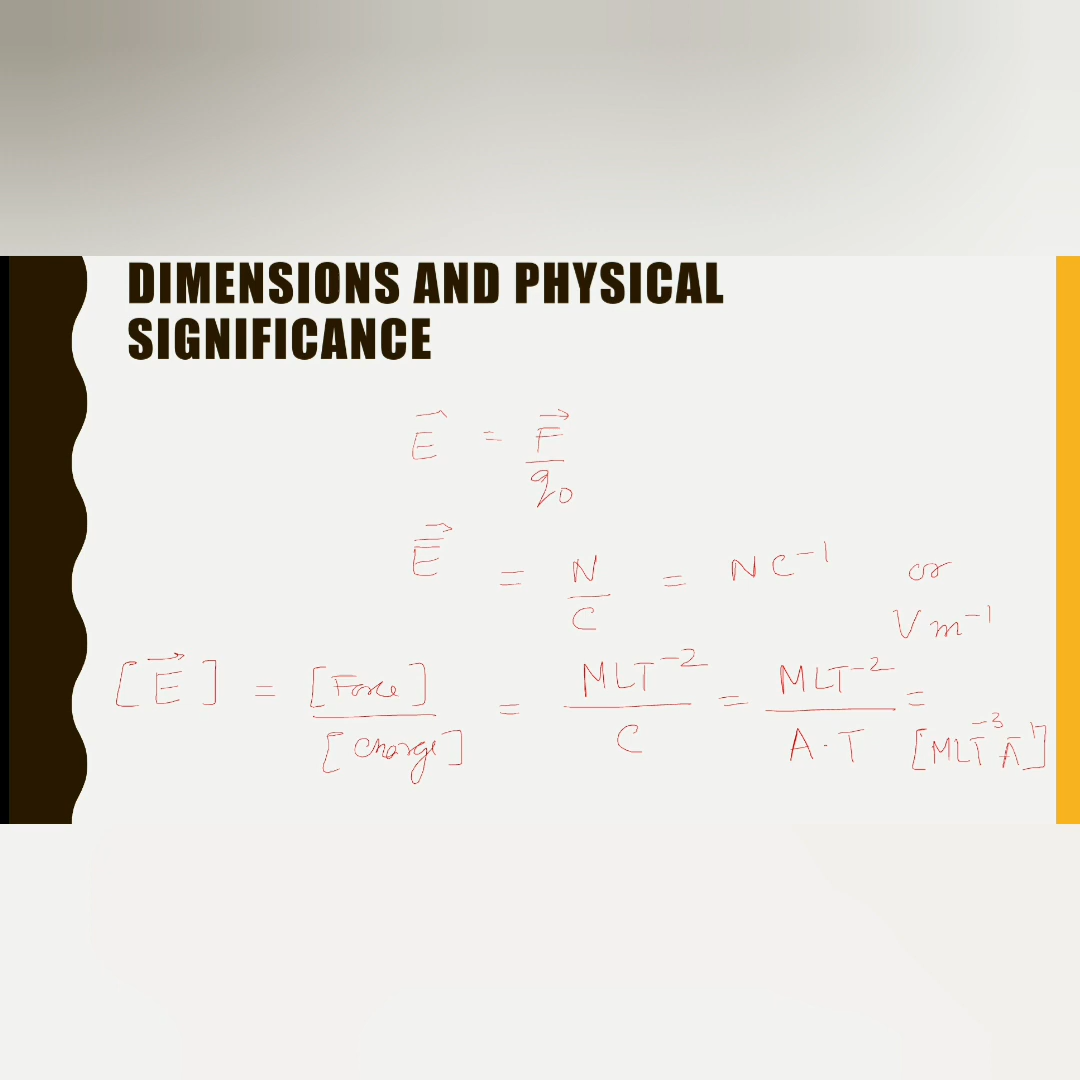 DIMENSIONS AND PHYSICAL
SIGNIFICANCE
E⃗ = F⃗/q₀
E⃗ = N/C = NC⁻¹ or
Vm⁻¹
[E⃗] = [Force]/[Charge] = MLT⁻²/C = MLT⁻²/A·T =
[MLT⁻³A⁻¹]